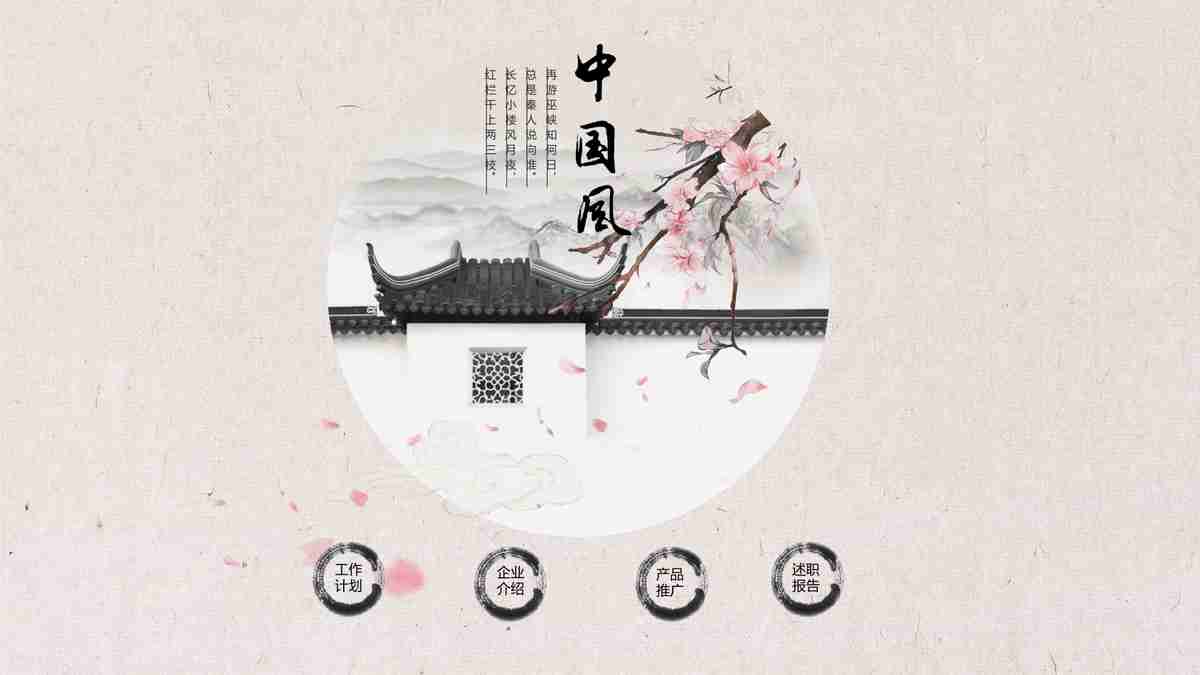 中国风
再游巫峡知何日,
总是秦人说向谁。
长忆小楼风月夜,
红栏干上两三枝。
工作
计划
企业
介绍
产品
推广
述职
报告